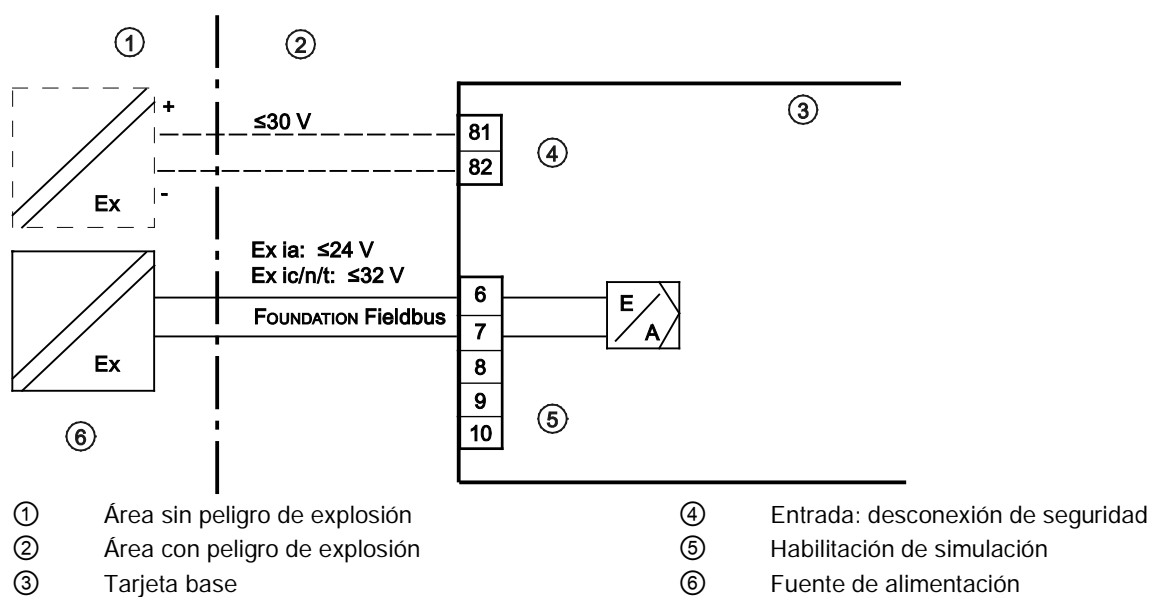 ① ②
③
+
≤30 V
81
④
82
-
Ex
Ex ia: ≤24 V
Ex ic/n/t: ≤32 V
6
E
FOUNDATION Fieldbus
7
A
Ex
8
9
⑤
10
⑥
① Área sin peligro de explosión
④ Entrada: desconexión de seguridad
② Área con peligro de explosión
⑤ Habilitación de simulación
③ Tarjeta base
⑥ Fuente de alimentación